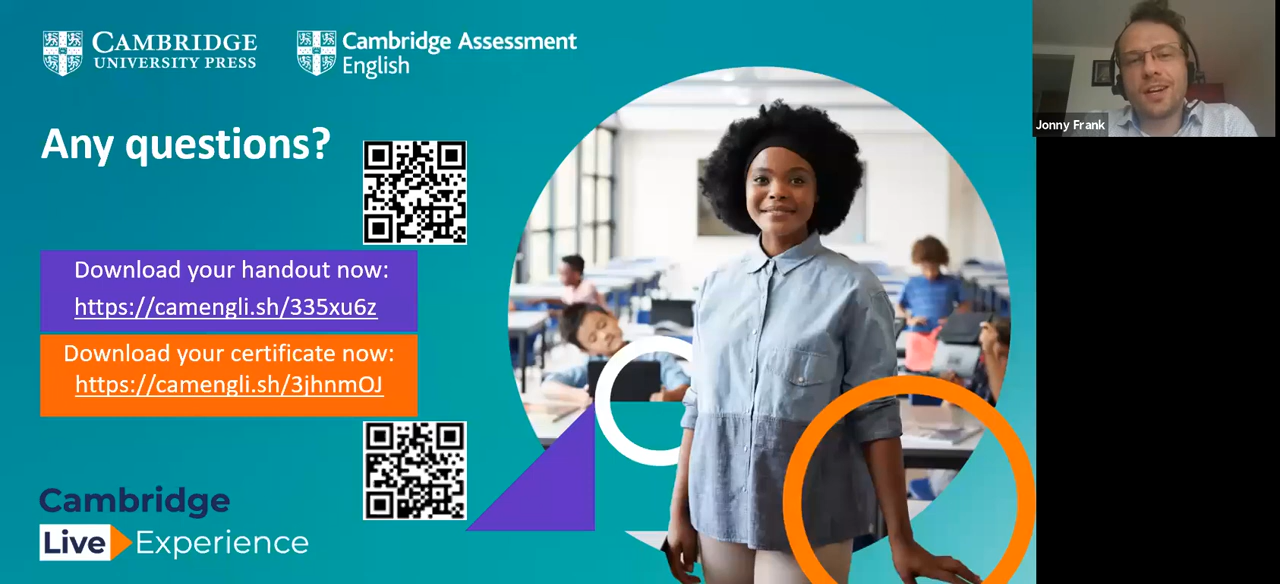 CAMBRIDGE
UNIVERSITY PRESS
Cambridge Assessment
English
Any questions?
Download your handout now:
https://camengli.sh/335xu6z
Download your certificate now:
https://camengli.sh/3jhnmOJ
Cambridge
Live Experience
Jonny Frank